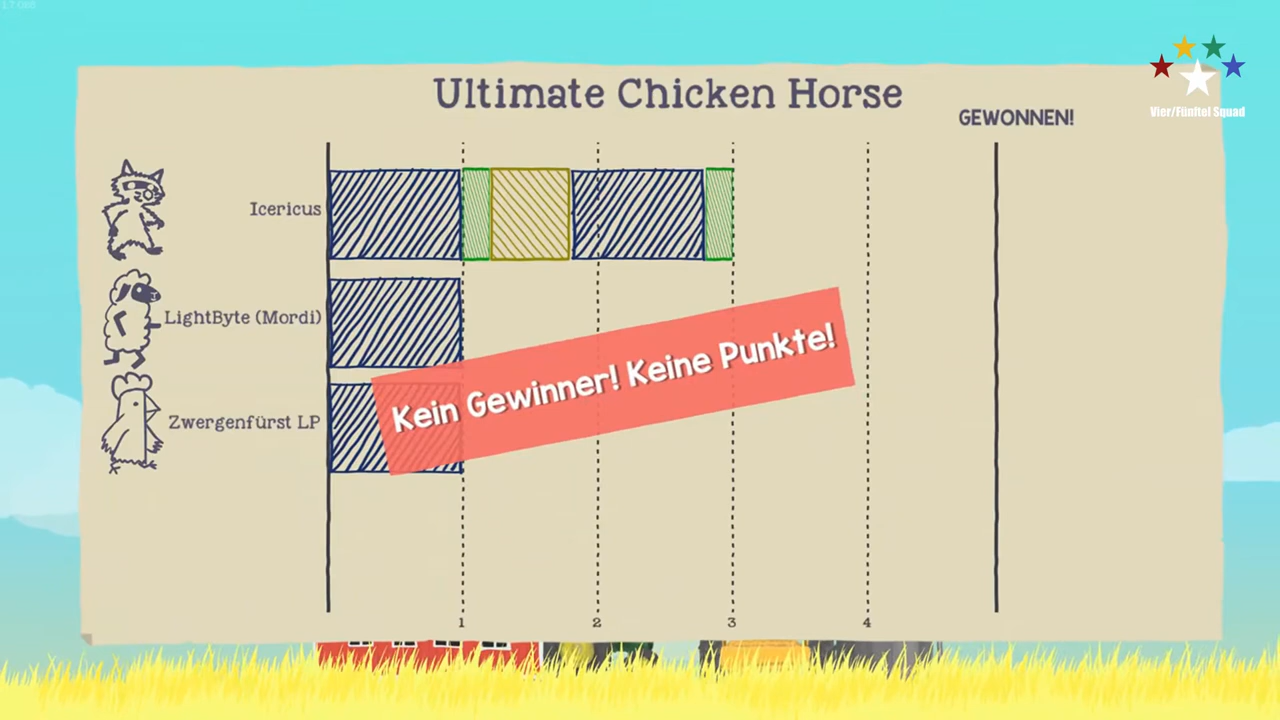 Ultimate Chicken Horse
GEWONNEN!
Vier/Fünftel Squad
Icericus
LightByte (Mordi)
Kein Gewinner! Keine Punkte!
Zwergenfürst LP
1 2 3 4